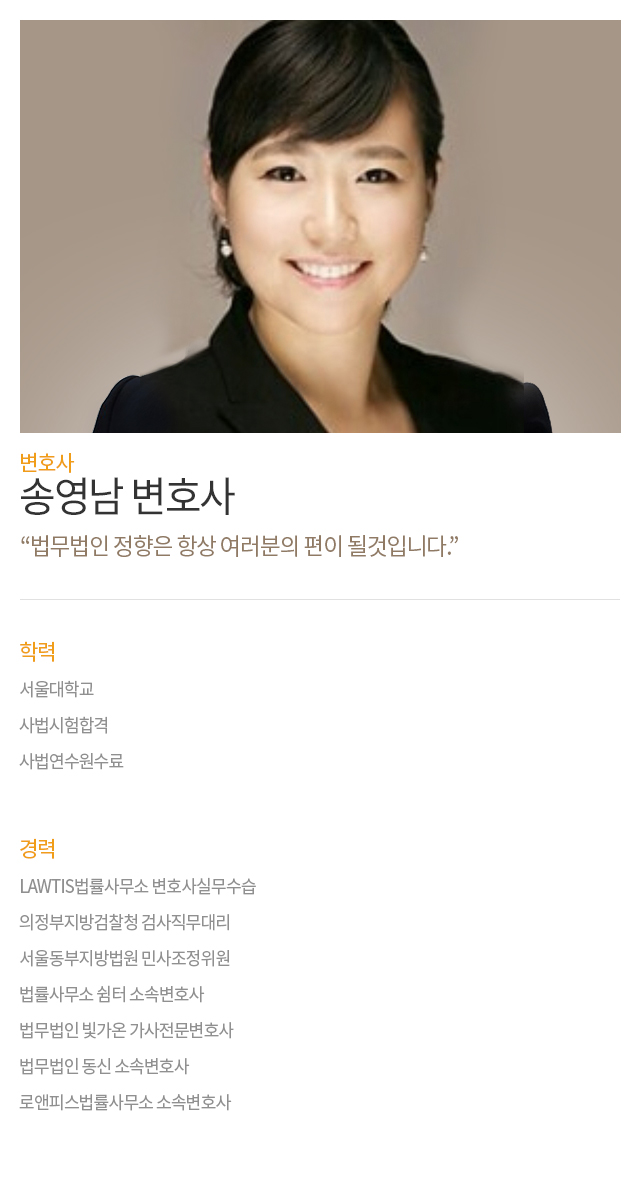 변호사
송영남 변호사
“법무법인 정향은 항상 여러분의 편이 될것입니다.”
학력
서울대학교
사법시험합격
사법연수원수료
경력
LAWTIS법률사무소 변호사실무수습
의정부지방검찰청 검사직무대리
서울동부지방법원 민사조정위원
법률사무소 쉼터 소속변호사
법무법인 빛가온 가사전문변호사
법무법인 동신 소속변호사
로앤피스법률사무소 소속변호사